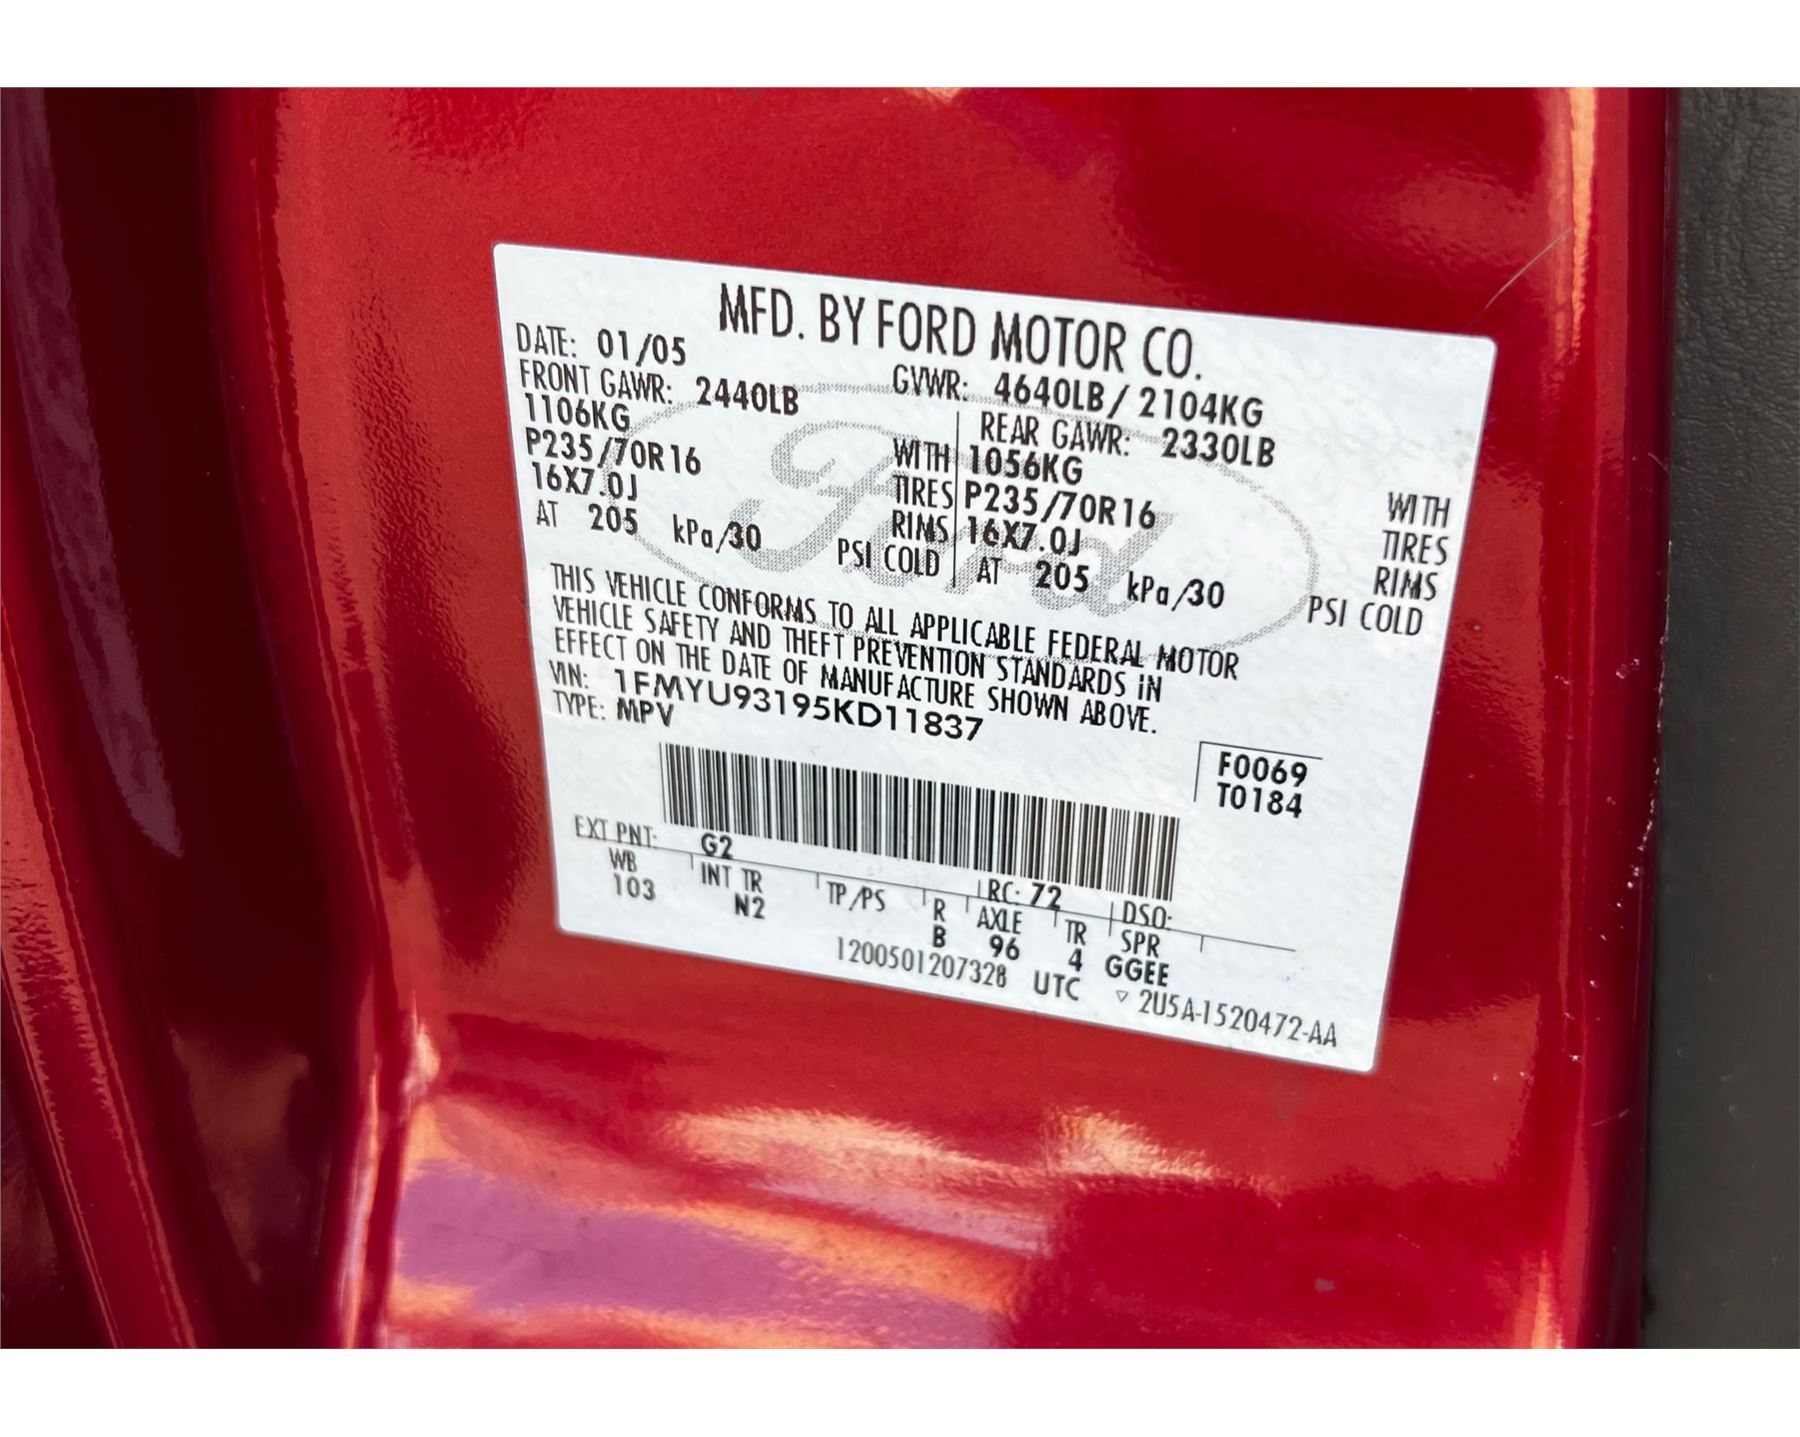 MFD. BY FORD MOTOR CO.
DATE: 01/05 GVWR: 4640LB / 2104KG
FRONT GAWR: 2440LB REAR GAWR: 2330LB
1106KG WITH 1056KG WITH
P235/70R16 TIRES P235/70R16 TIRES
16X7.0J RIMS 16X7.0J RIMS
AT 205 kPa/30 PSI COLD AT 205 kPa/30 PSI COLD
Ford
THIS VEHICLE CONFORMS TO ALL APPLICABLE FEDERAL MOTOR
VEHICLE SAFETY AND THEFT PREVENTION STANDARDS IN
EFFECT ON THE DATE OF MANUFACTURE SHOWN ABOVE.
VIN: 1FMYU93195KD11837
TYPE: MPV
F0069
T0184
EXT PNT: G2 RC: 72 DSO:
WB INT TR TP/PS R AXLE TR SPR
103 N2 B 96 4 GGEE
1200501207328 UTC ▽ 2U5A-1520472-AA